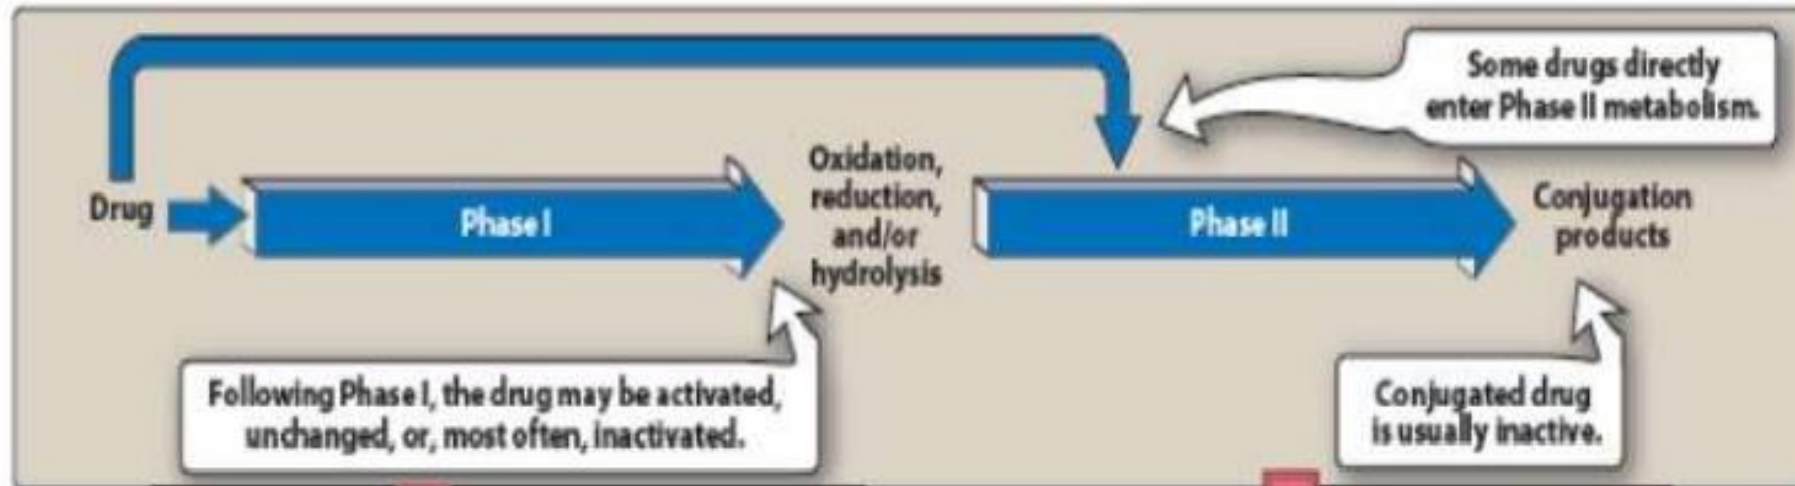 Some drugs directly
enter Phase II metabolism.
Drug
Phase I
Oxidation,
reduction,
and/or
hydrolysis
Phase II
Conjugation
products
Following Phase I, the drug may be activated,
unchanged, or, most often, inactivated.
Conjugated drug
is usually inactive.